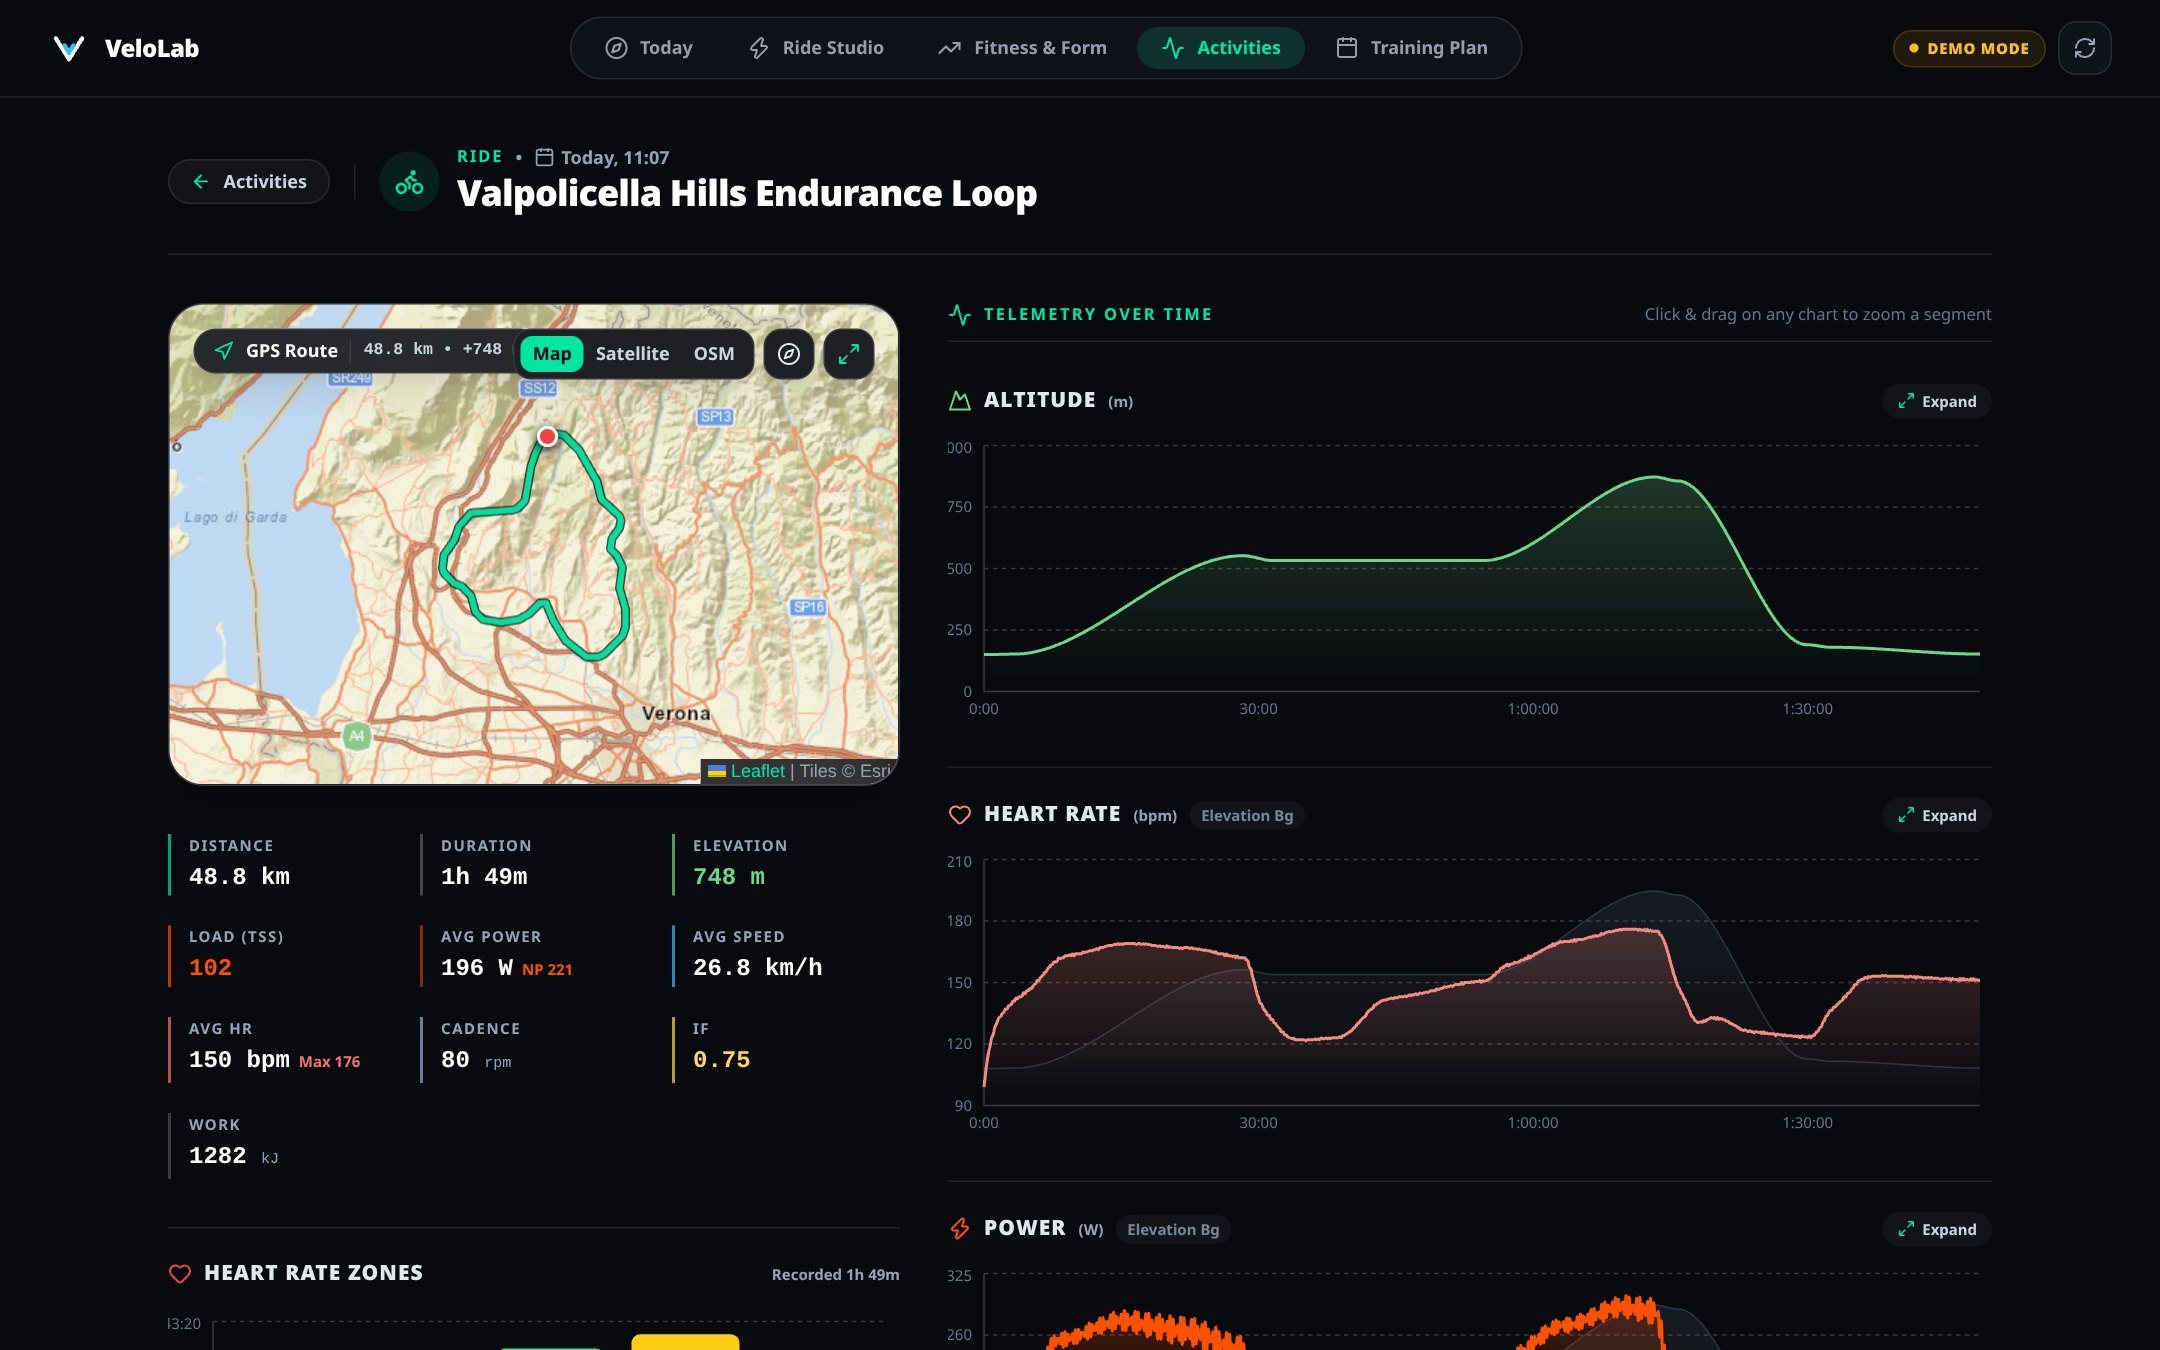 VeloLab
Today
Ride Studio
Fitness & Form
Activities
Training Plan
DEMO MODE
Activities
RIDE • Today, 11:07
Valpolicella Hills Endurance Loop
GPS Route
48.8 km • +748
Map
Satellite
OSM
SR249
SS12
SP13
Lago di Garda
SP16
Verona
A4
Leaflet | Tiles © Esri
DISTANCE
48.8 km
DURATION
1h 49m
ELEVATION
748 m
LOAD (TSS)
102
AVG POWER
196 W NP 221
AVG SPEED
26.8 km/h
AVG HR
150 bpm Max 176
CADENCE
80 rpm
IF
0.75
WORK
1282 kJ
HEART RATE ZONES
Recorded 1h 49m
43:20
TELEMETRY OVER TIME
Click & drag on any chart to zoom a segment
ALTITUDE (m)
Expand
000
750
500
250
0
0:00
30:00
1:00:00
1:30:00
HEART RATE (bpm)
Elevation Bg
Expand
210
180
150
120
90
0:00
30:00
1:00:00
1:30:00
POWER (W)
Elevation Bg
Expand
325
260